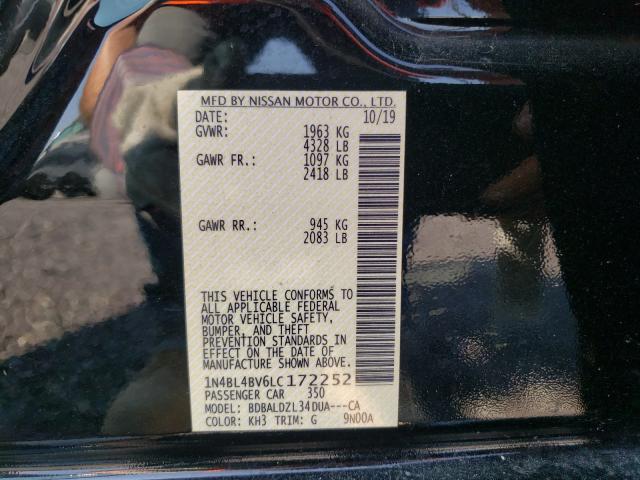 MFD BY NISSAN MOTOR CO., LTD.
DATE: 10/19
GVWR: 1963 KG
4328 LB
GAWR FR.: 1097 KG
2418 LB
GAWR RR.: 945 KG
2083 LB
THIS VEHICLE CONFORMS TO
ALL APPLICABLE FEDERAL
MOTOR VEHICLE SAFETY,
BUMPER, AND THEFT
PREVENTION STANDARDS IN
EFFECT ON THE DATE OF
MANUFACTURE SHOWN ABOVE.
1N4BL4BV6LC172252
PASSENGER CAR 350
MODEL: BDBALDZL34DUA---CA
COLOR: KH3 TRIM: G 9N00A